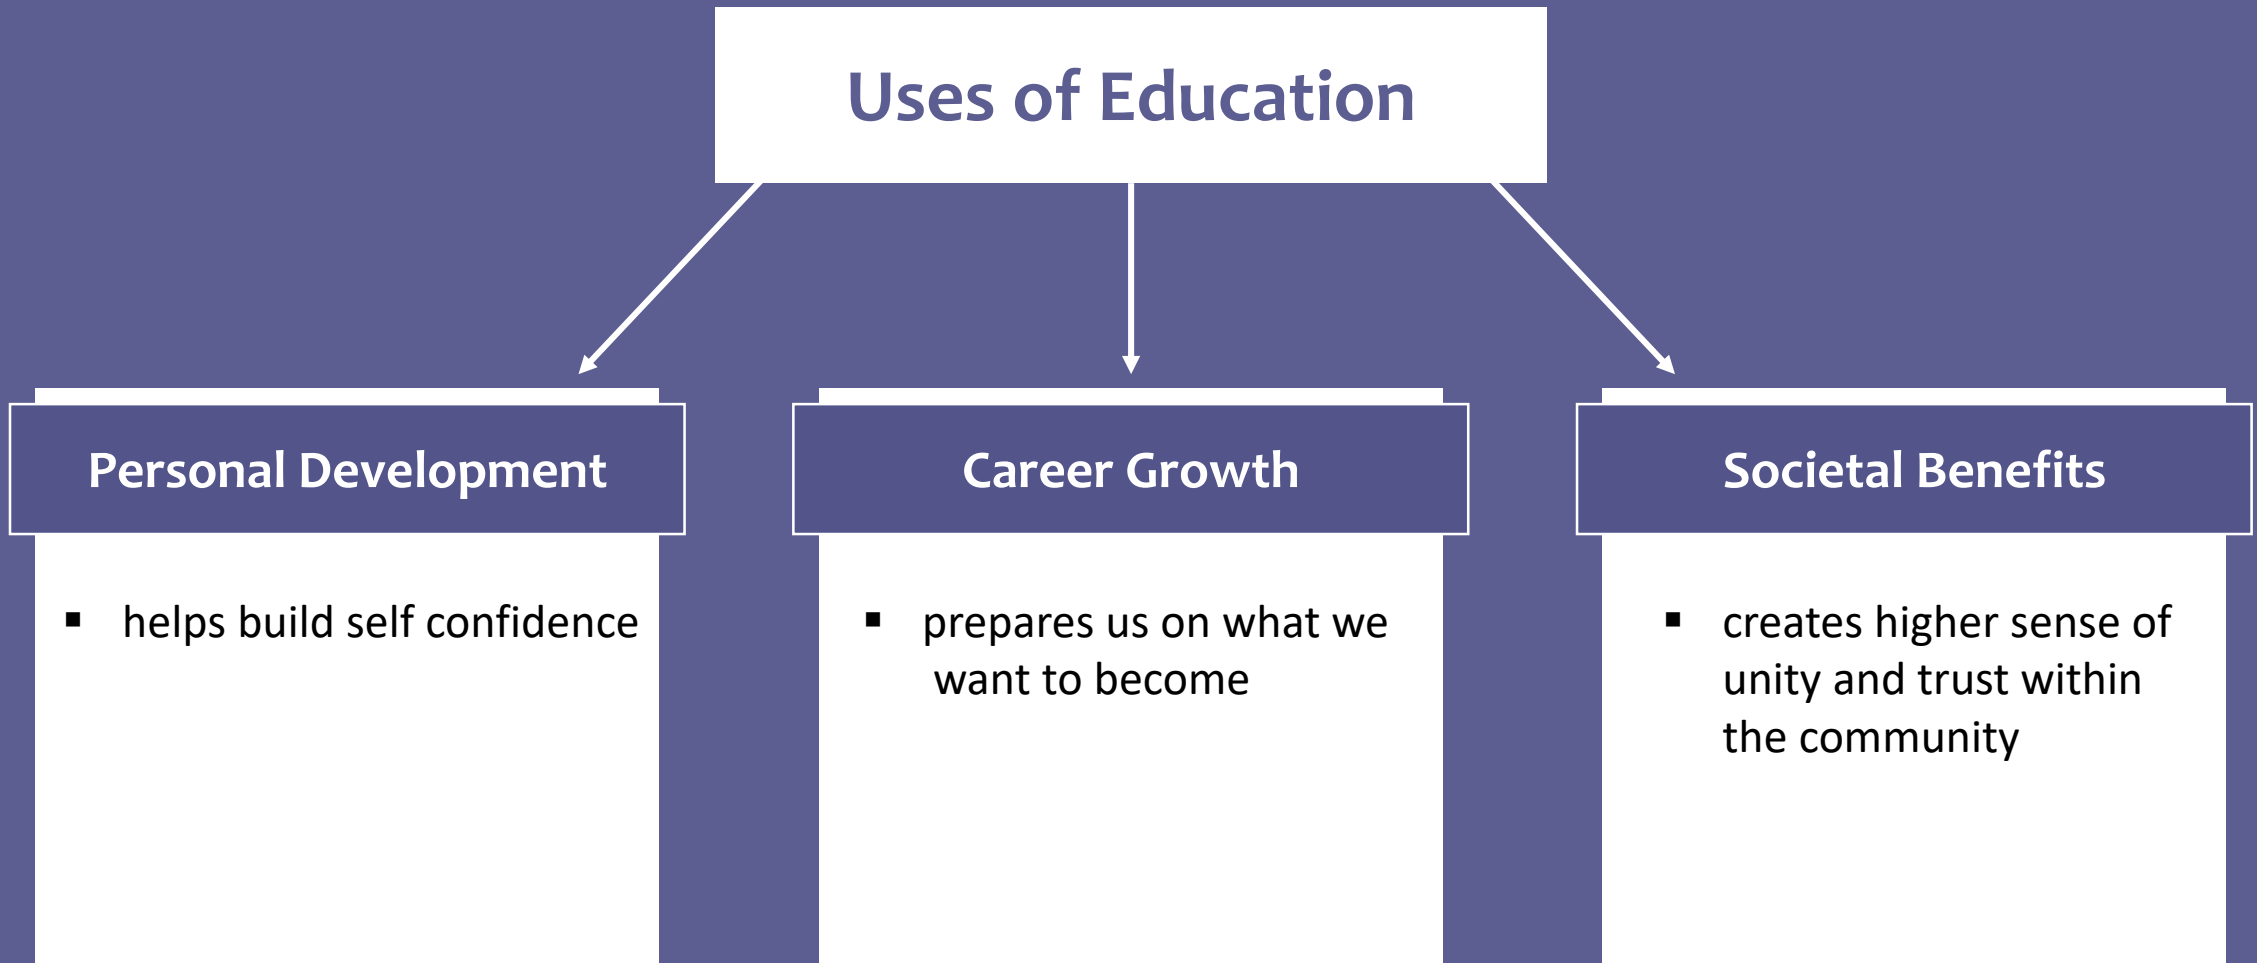 Uses of Education
Personal Development
▪ helps build self confidence
Career Growth
▪ prepares us on what we
want to become
Societal Benefits
▪ creates higher sense of
unity and trust within
the community